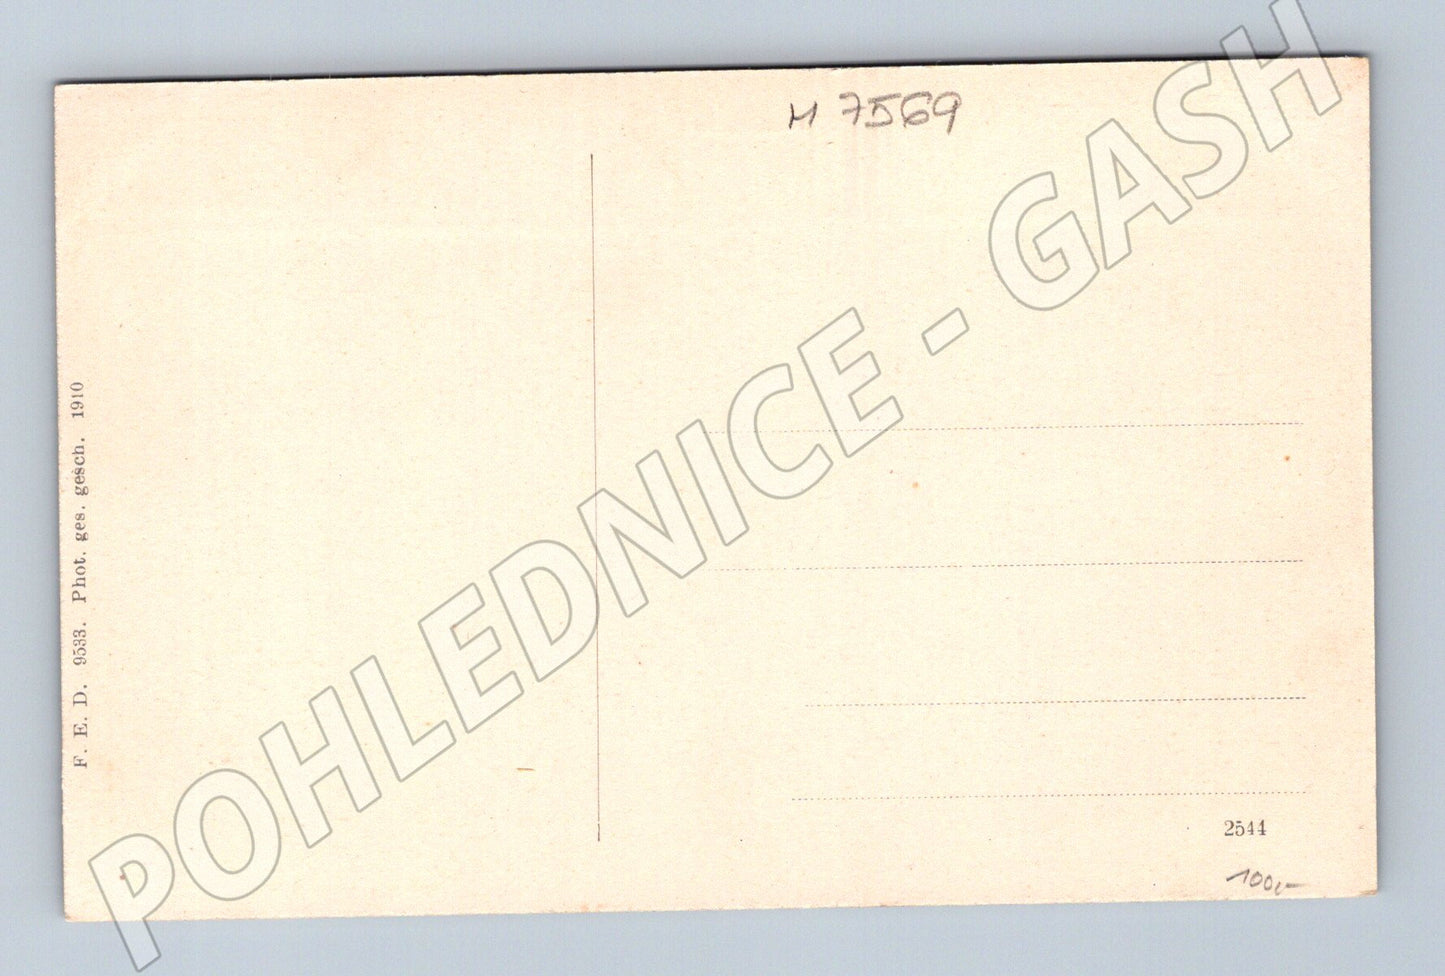 M 7569
F. E. D. 9533. Phot. ges. gesch. 1910
POHLEDNICE - GASH
2544
100,-